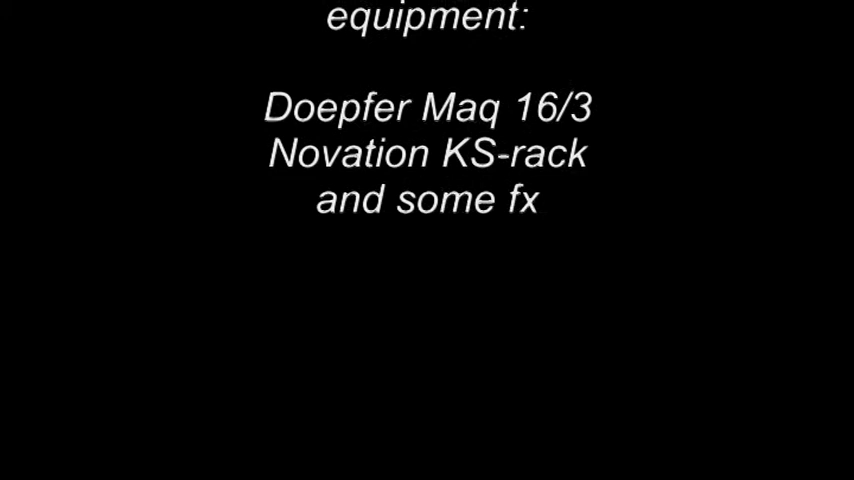 equipment:
Doepfer Maq 16/3
Novation KS-rack
and some fx